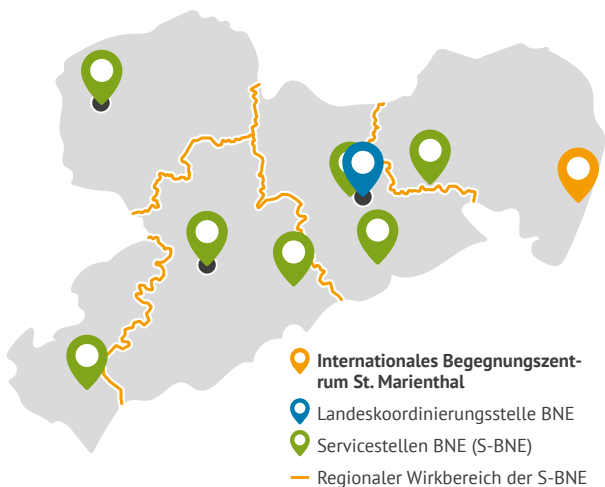 Internationales Begegnungszent-
rum St. Marienthal
Landeskoordinierungsstelle BNE
Servicestellen BNE (S-BNE)
Regionaler Wirkbereich der S-BNE